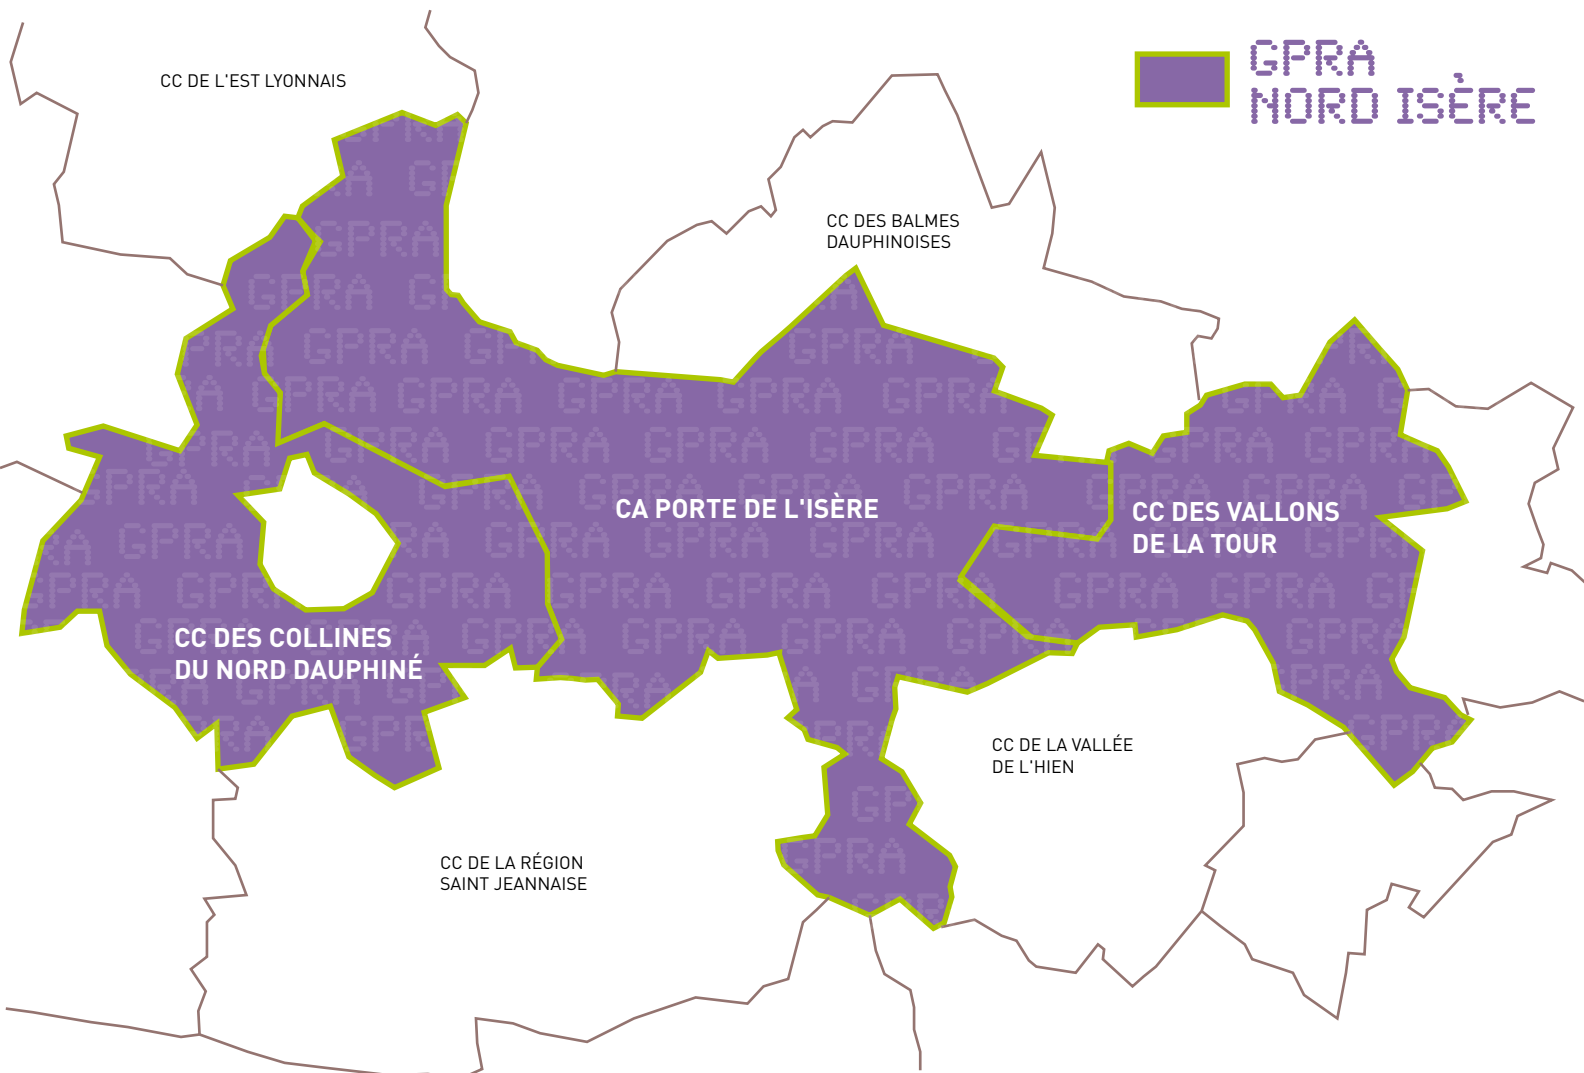 GPRA
NORD ISÈRE
CC DE L'EST LYONNAIS
CC DES BALMES
DAUPHINOISES
CA PORTE DE L'ISÈRE
CC DES VALLONS
DE LA TOUR
CC DES COLLINES
DU NORD DAUPHINÉ
CC DE LA VALLÉE
DE L'HIEN
CC DE LA RÉGION
SAINT JEANNAISE